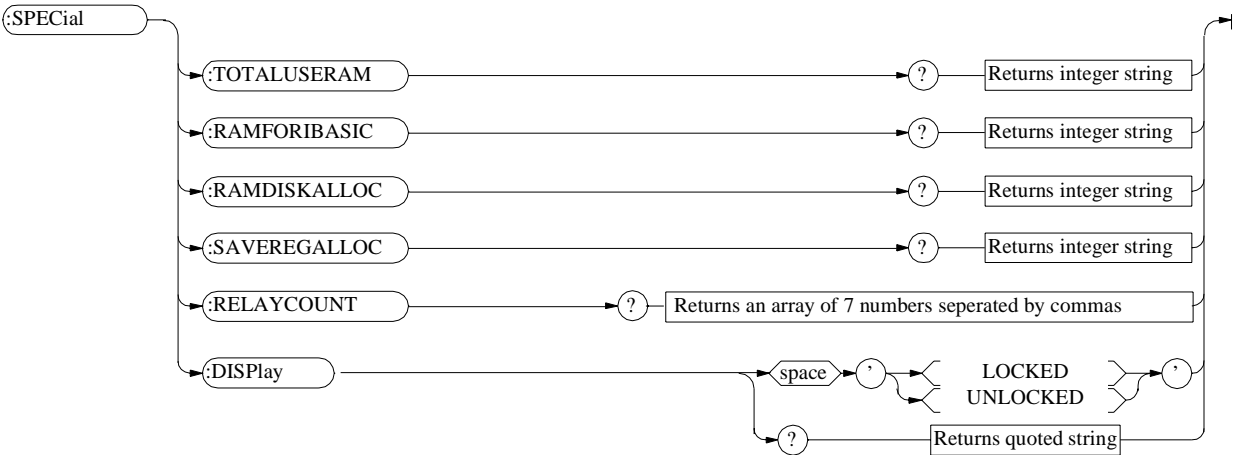 :SPECial
:TOTALUSERAM ? Returns integer string
:RAMFORIBASIC ? Returns integer string
:RAMDISKALLOC ? Returns integer string
:SAVEREGALLOC ? Returns integer string
:RELAYCOUNT ? Returns an array of 7 numbers seperated by commas
:DISPlay space ' LOCKED '
UNLOCKED
? Returns quoted string